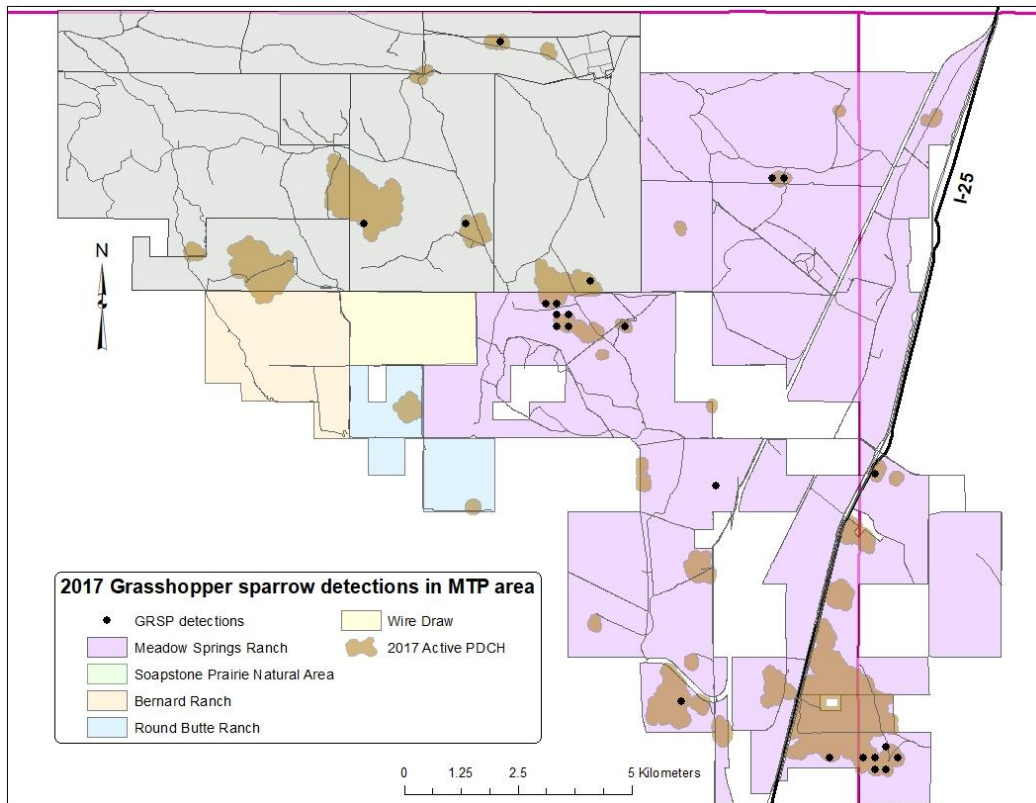 I-25
N
2017 Grasshopper sparrow detections in MTP area
GRSP detections
Meadow Springs Ranch
Soapstone Prairie Natural Area
Bernard Ranch
Round Butte Ranch
Wire Draw
2017 Active PDCH
0 1.25 2.5 5 Kilometers